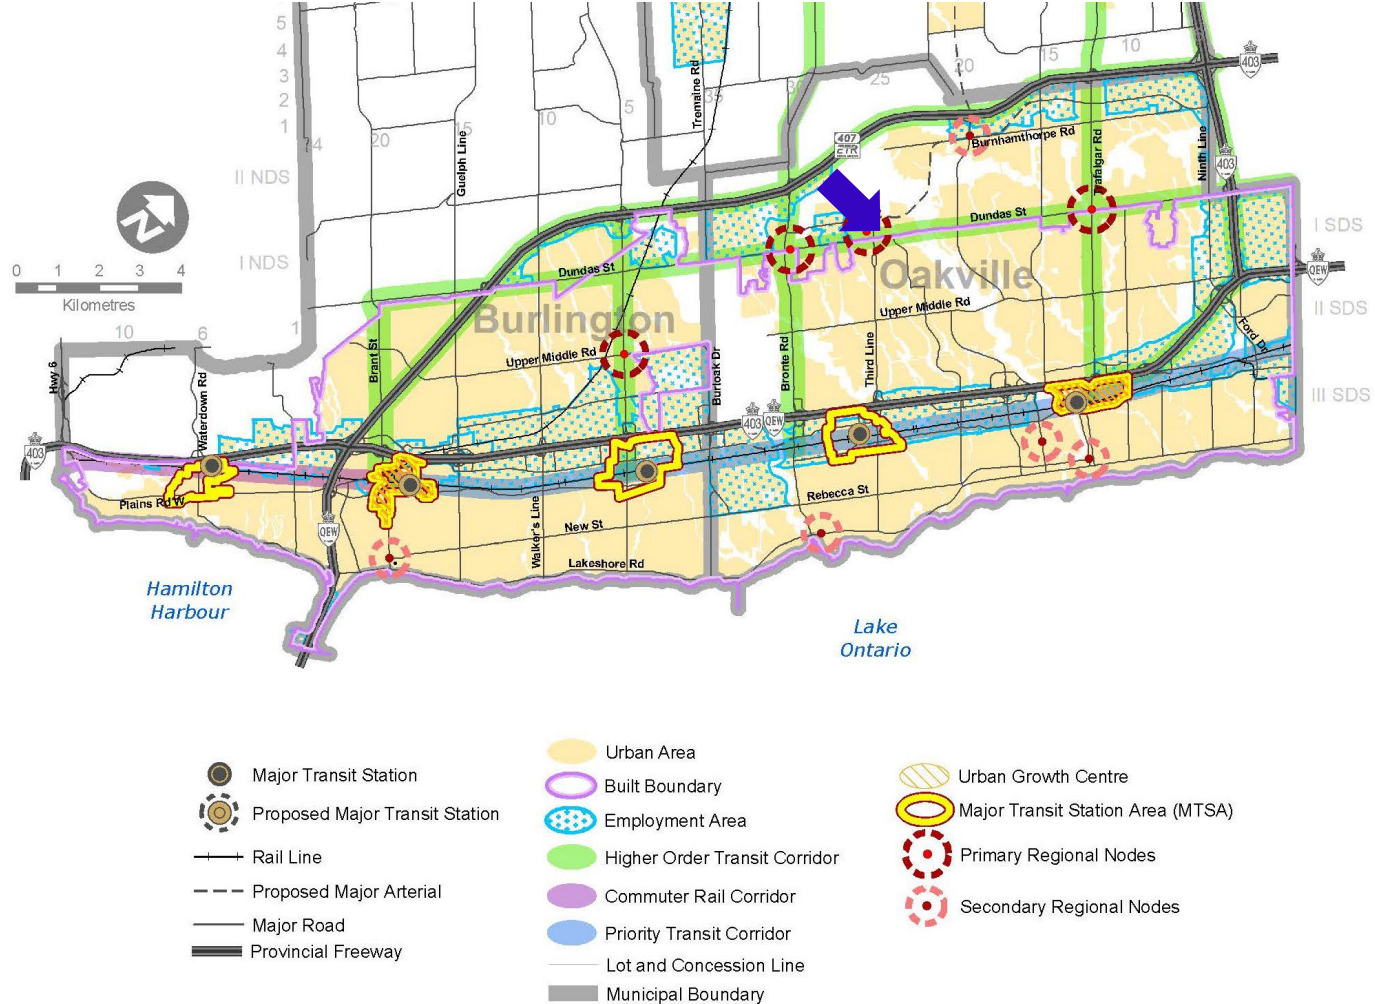 5
4
3
2
1
II NDS
I NDS
4
20
15
10
5
35
30
25
20
15
10
10
6
1
I SDS
II SDS
III SDS
403
407
ETR
403
QEW
403
QEW
403
QEW
Tremaine Rd
Guelph Line
Burnhamthorpe Rd
Trafalgar Rd
Ninth Line
Dundas St
Dundas St
Oakville
Burlington
Upper Middle Rd
Upper Middle Rd
Brant St
Burloak Dr
Bronte Rd
Third Line
Ford Dr
Hwy 6
Waterdown Rd
Plains Rd W
Walker's Line
New St
Rebecca St
Lakeshore Rd
N
0 1 2 3 4
Kilometres
Hamilton
Harbour
Lake
Ontario
Major Transit Station
Proposed Major Transit Station
Rail Line
Proposed Major Arterial
Major Road
Provincial Freeway
Urban Area
Built Boundary
Employment Area
Higher Order Transit Corridor
Commuter Rail Corridor
Priority Transit Corridor
Lot and Concession Line
Municipal Boundary
Urban Growth Centre
Major Transit Station Area (MTSA)
Primary Regional Nodes
Secondary Regional Nodes